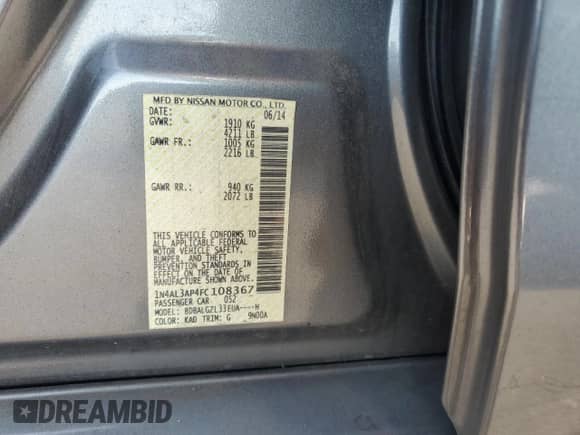 MFD BY NISSAN MOTOR CO., LTD.
DATE: 06/14
GVWR: 1910 KG
4211 LB
GAWR FR.: 1005 KG
2216 LB
GAWR RR.: 940 KG
2072 LB
THIS VEHICLE CONFORMS TO
ALL APPLICABLE FEDERAL
MOTOR VEHICLE SAFETY,
BUMPER, AND THEFT
PREVENTION STANDARDS IN
EFFECT ON THE DATE OF
MANUFACTURE SHOWN ABOVE.
1N4AL3AP4FC108367
PASSENGER CAR 052
MODEL: BDBALGZL33EUA----H
COLOR: KAD TRIM: G _9N00A
DREAMBID